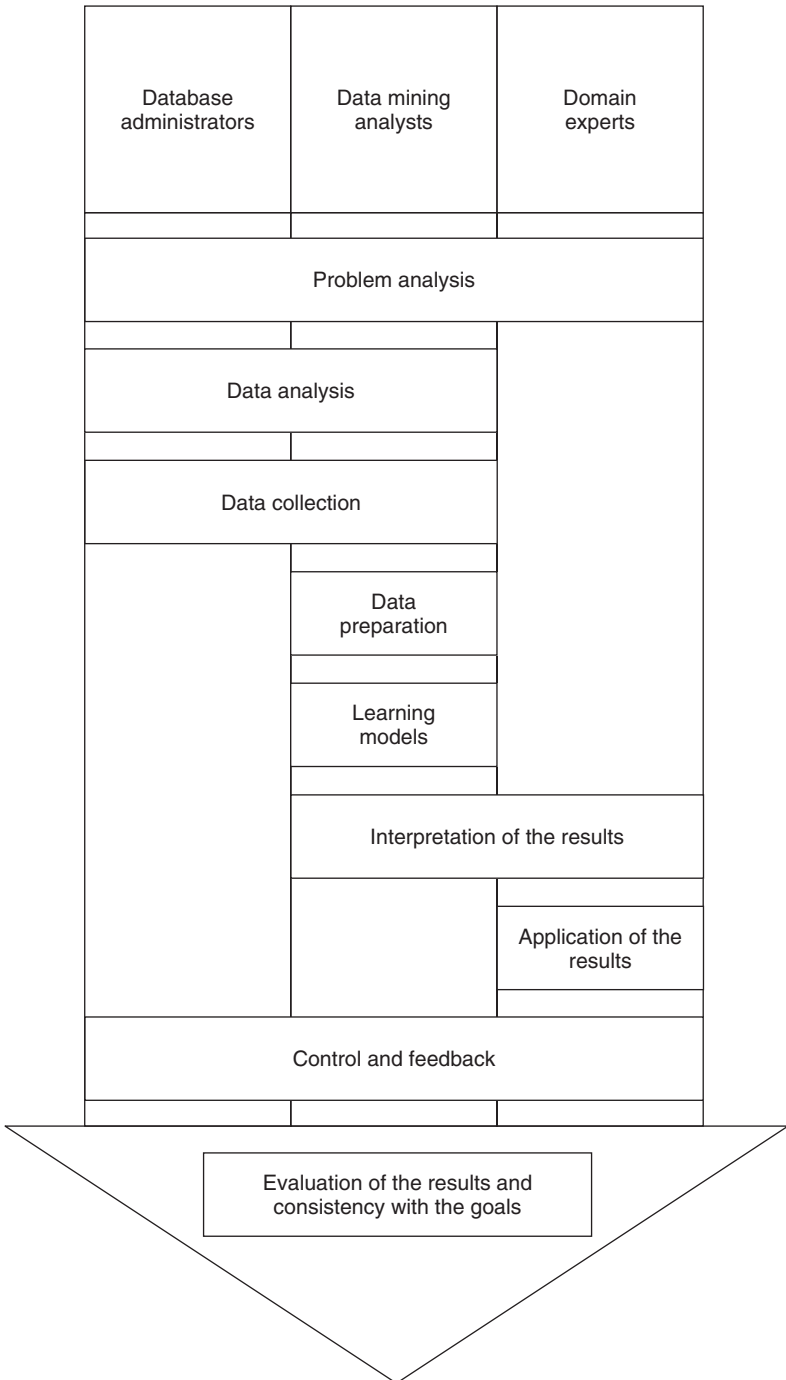 Database
administrators
Data mining
analysts
Domain
experts
Problem analysis
Data analysis
Data collection
Data
preparation
Learning
models
Interpretation of the results
Application of the
results
Control and feedback
Evaluation of the results and
consistency with the goals